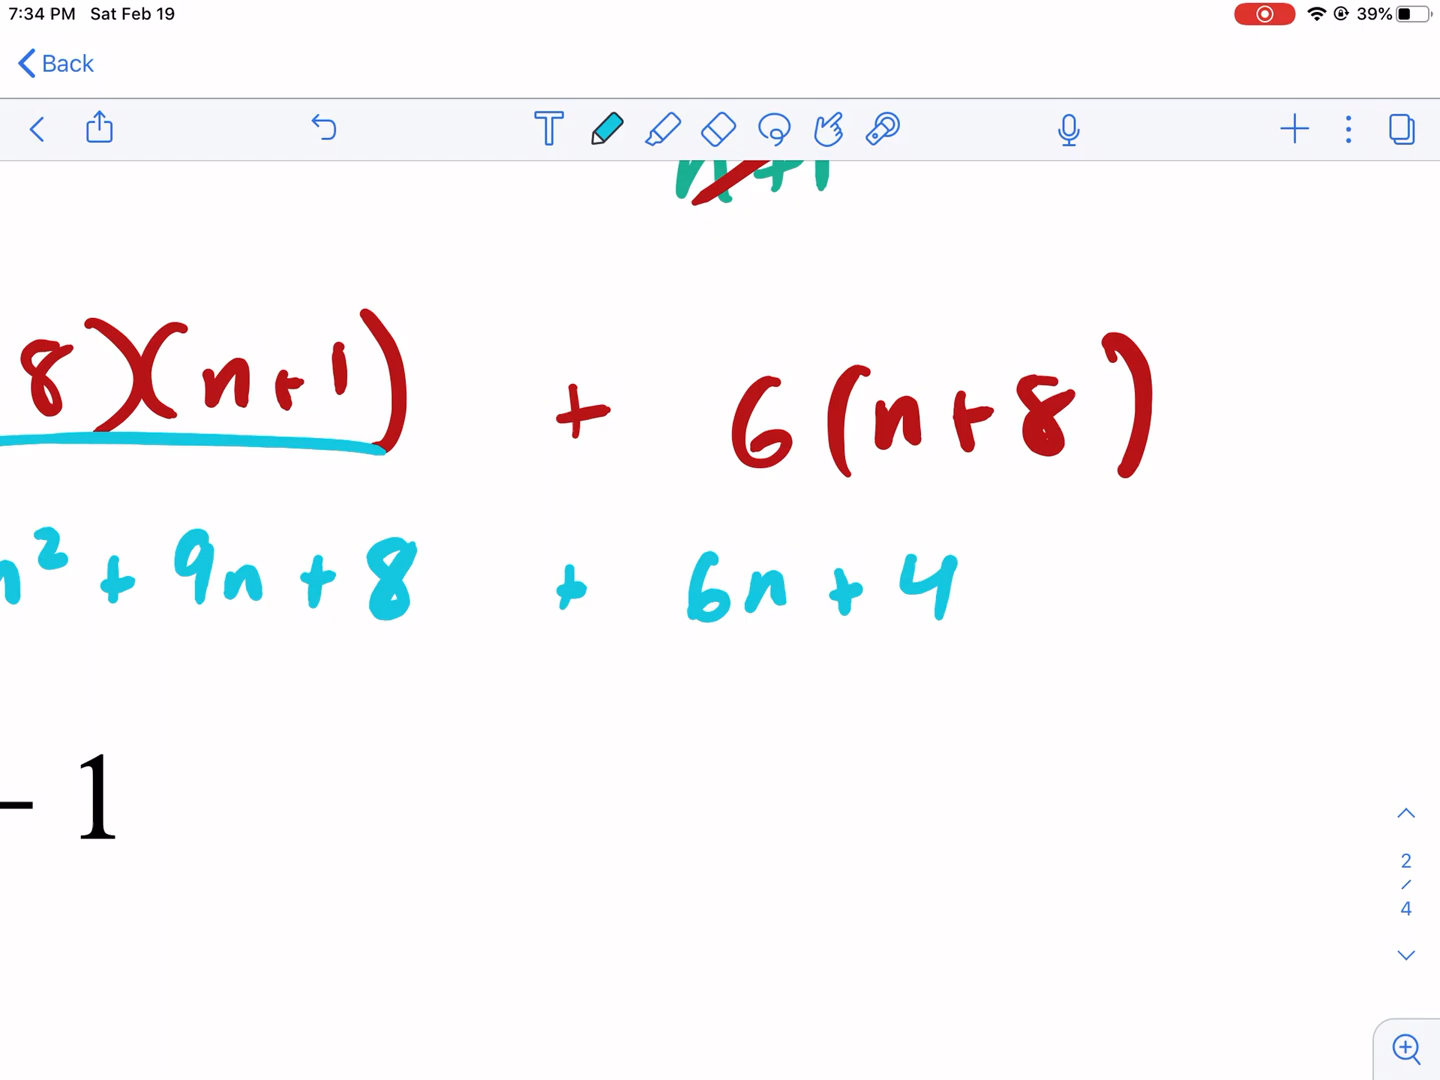 7:34 PM Sat Feb 19
39%
Back
T
n+1
8)(n+1) + 6(n+8)
n² + 9n + 8 + 6n + 4
– 1
2
/
4